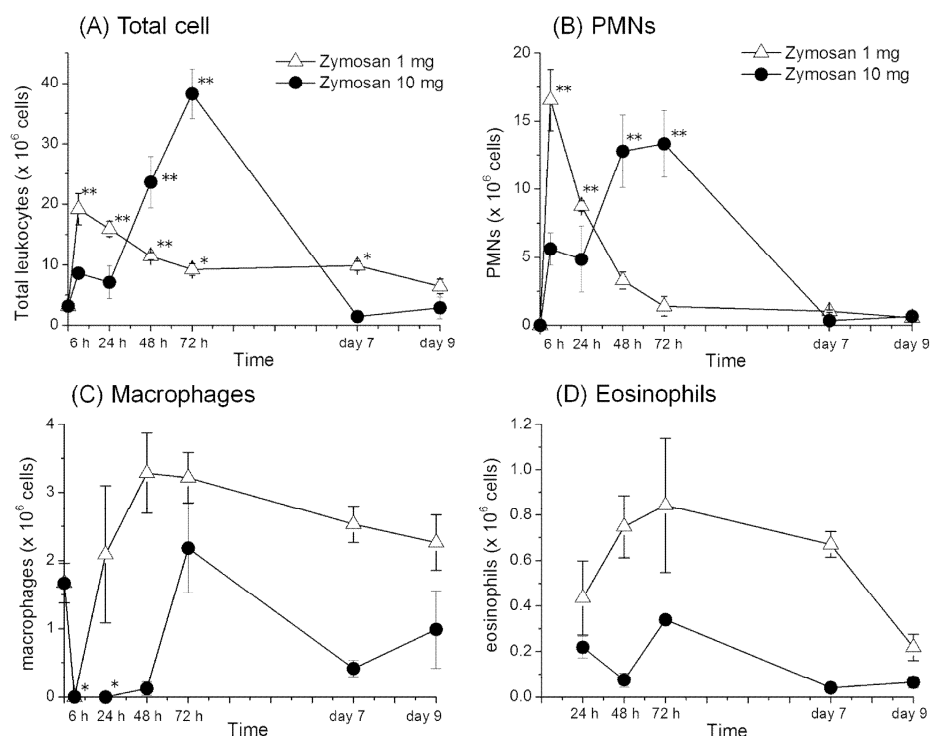 (A) Total cell
Zymosan 1 mg
Zymosan 10 mg
Total leukocytes (x 10⁶ cells)
40
30
20
10
0
**
**
**
**
**
*
*
6 h 24 h 48 h 72 h day 7 day 9
Time
(B) PMNs
Zymosan 1 mg
Zymosan 10 mg
PMNs (x 10⁶ cells)
20
15
10
5
0
**
**
**
**
6 h 24 h 48 h 72 h day 7 day 9
Time
(C) Macrophages
macrophages (x 10⁶ cells)
4
3
2
1
0
*
*
6 h 24 h 48 h 72 h day 7 day 9
Time
(D) Eosinophils
eosinophils (x 10⁶ cells)
1.2
1.0
0.8
0.6
0.4
0.2
0.0
24 h 48 h 72 h day 7 day 9
Time